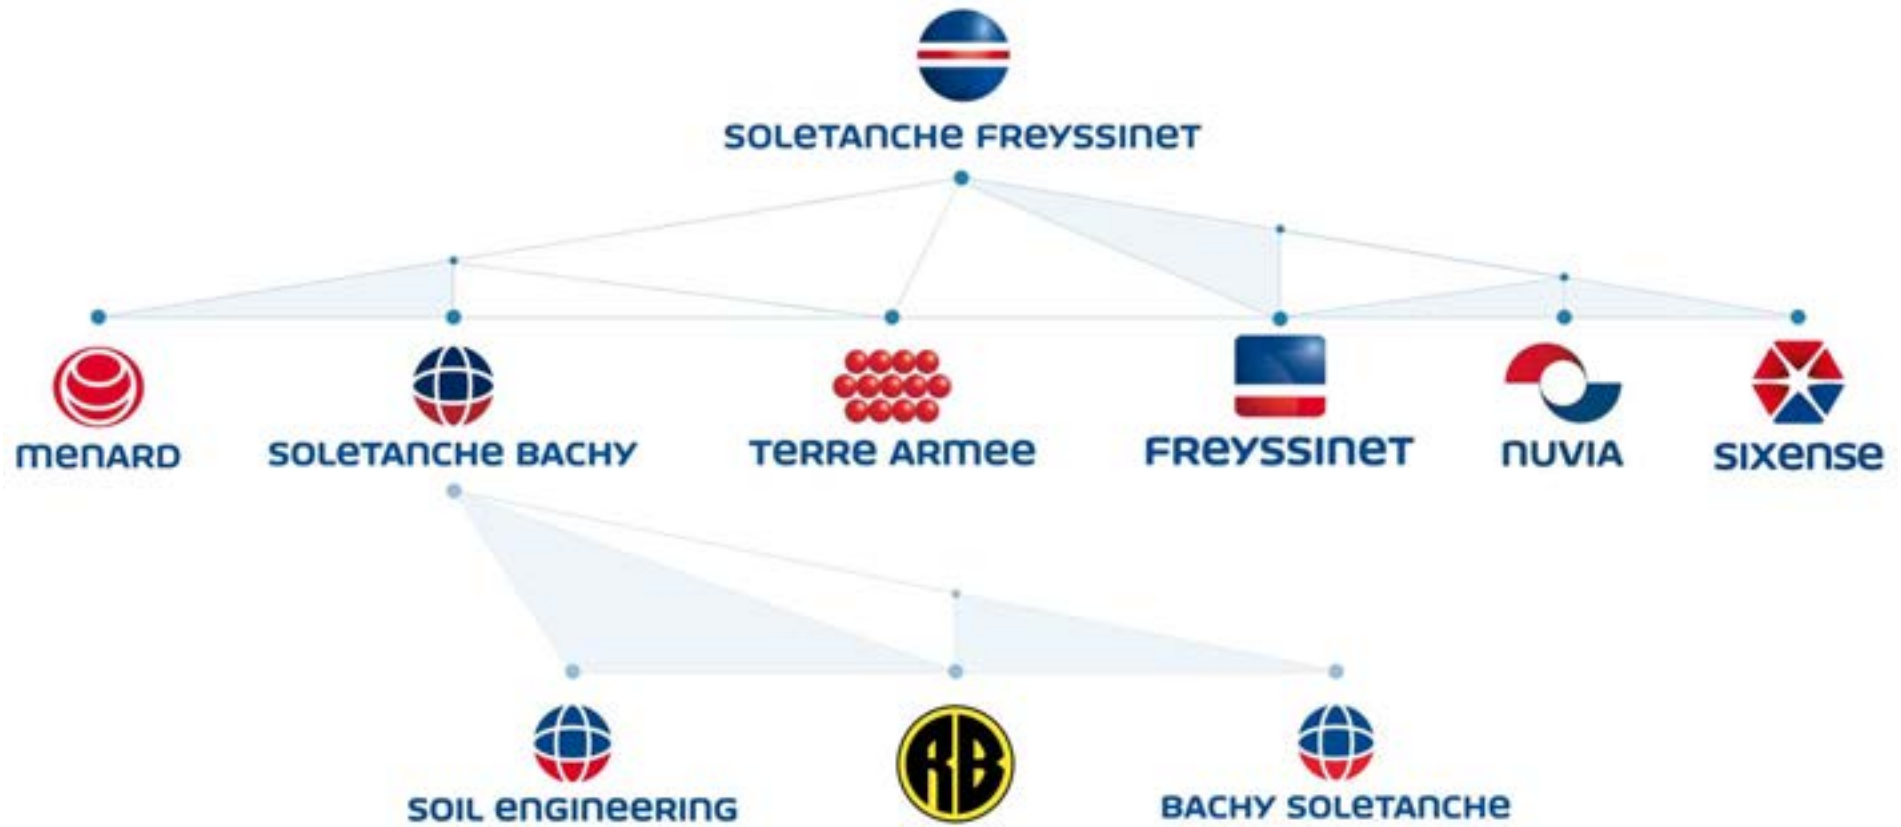 SOLETANCHE FREYSSINET
MENARD
SOLETANCHE BACHY
TERRE ARMEE
FREYSSINET
NUVIA
SIXENSE
SOIL ENGINEERING
RB
BACHY SOLETANCHE